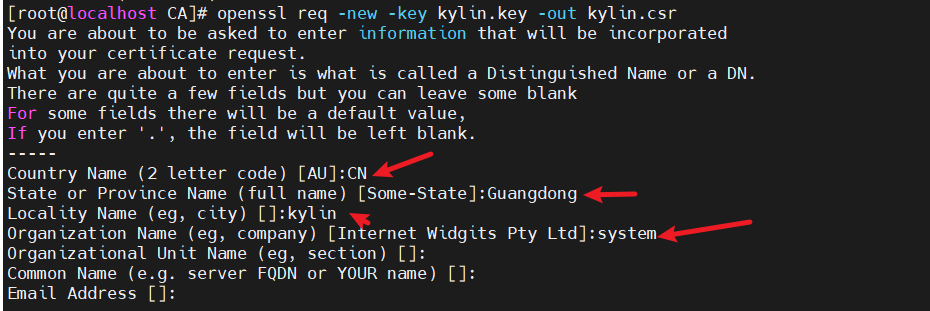 [root@localhost CA]# openssl req -new -key kylin.key -out kylin.csr
You are about to be asked to enter information that will be incorporated
into your certificate request.
What you are about to enter is what is called a Distinguished Name or a DN.
There are quite a few fields but you can leave some blank
For some fields there will be a default value,
If you enter '.', the field will be left blank.
-----
Country Name (2 letter code) [AU]:CN
State or Province Name (full name) [Some-State]:Guangdong
Locality Name (eg, city) []:kylin
Organization Name (eg, company) [Internet Widgits Pty Ltd]:system
Organizational Unit Name (eg, section) []:
Common Name (e.g. server FQDN or YOUR name) []:
Email Address []: